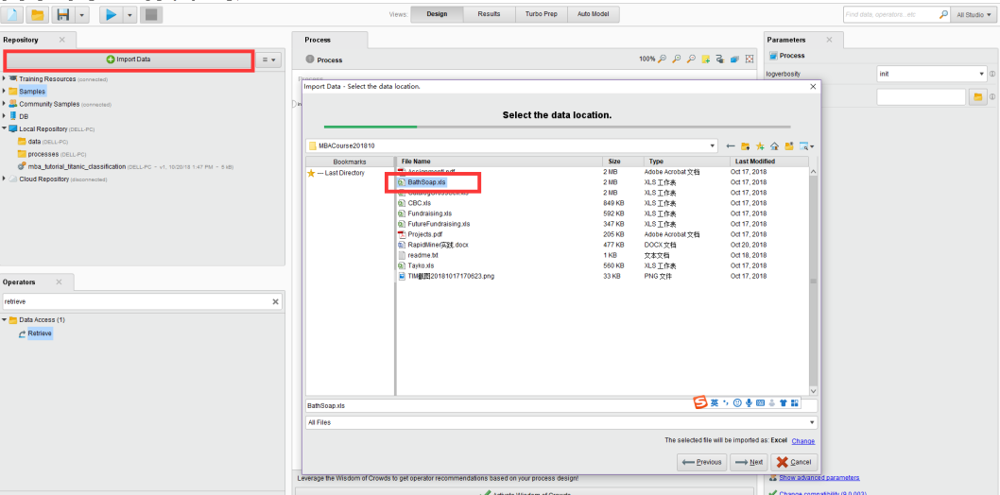 Views: Design Results Turbo Prep Auto Model
Find data, operators...etc All Studio ▼
Repository ×
Import Data
Training Resources (connected)
Samples
Community Samples (connected)
DB
Local Repository (DELL-PC)
data (DELL-PC)
processes (DELL-PC)
mba_tutorial_titanic_classification (DELL-PC – v1, 10/20/18 1:47 PM – 5 kB)
Cloud Repository (disconnected)
Operators ×
retrieve
Data Access (1)
Retrieve
Process
Process
100%
Process
Import Data - Select the data location.
Select the data location.
MBACourse201810
Bookmarks File Name Size Type Last Modified
--- Last Directory
Assignment1.pdf 2 MB Adobe Acrobat 文档 Oct 17, 2018
BathSoap.xls 2 MB XLS 工作表 Oct 17, 2018
2 MB XLS 工作表 Oct 17, 2018
CBC.xls 849 KB XLS 工作表 Oct 17, 2018
Fundraising.xls 592 KB XLS 工作表 Oct 17, 2018
FutureFundraising.xls 347 KB XLS 工作表 Oct 17, 2018
Projects.pdf 205 KB Adobe Acrobat 文档 Oct 17, 2018
RapidMiner实践.docx 477 KB DOCX 文档 Oct 20, 2018
readme.txt 1 KB 文本文档 Oct 18, 2018
Tayko.xls 560 KB XLS 工作表 Oct 17, 2018
TIM截图20181017170623.png 33 KB PNG 文件 Oct 17, 2018
BathSoap.xls
英
All Files
The selected file will be imported as: Excel Change
Previous Next Cancel
Leverage the Wisdom of Crowds to get operator recommendations based on your process design!
Activate Wisdom of Crowds
Parameters ×
Process
logverbosity init
Show advanced parameters
Change compatibility (9.0.003)